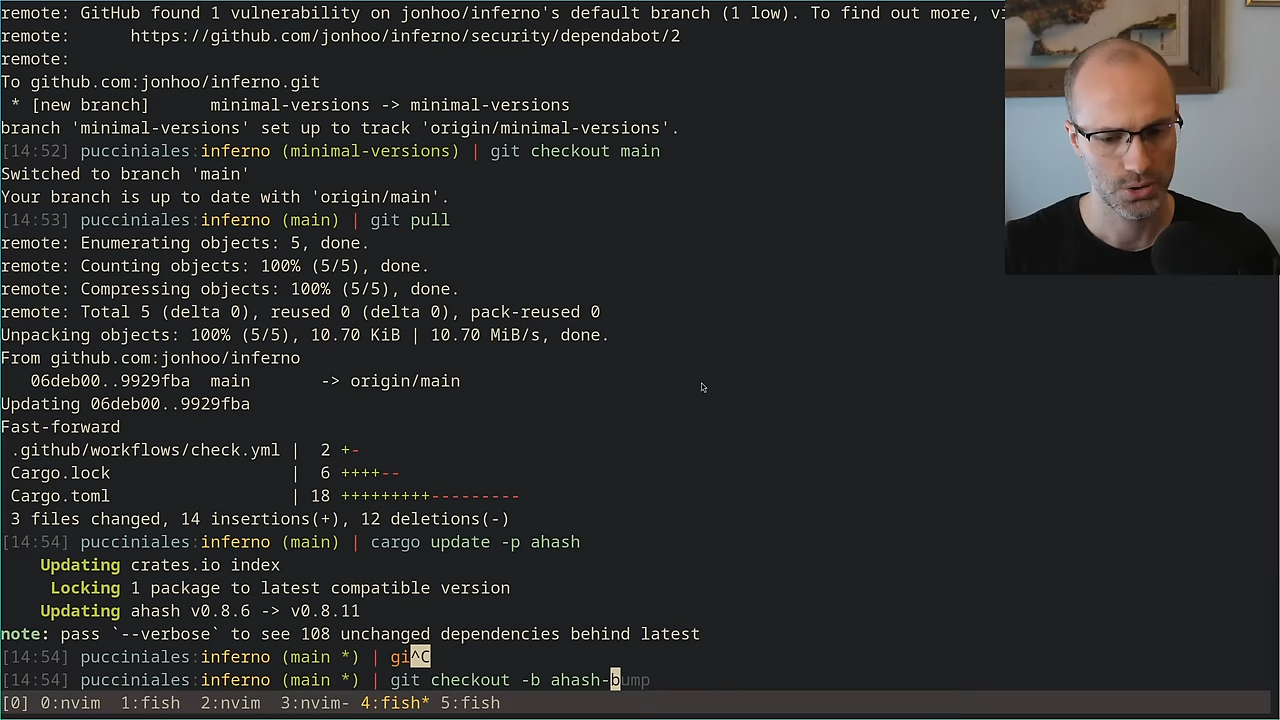 remote: GitHub found 1 vulnerability on jonhoo/inferno's default branch (1 low). To find out more, vi
remote:      https://github.com/jonhoo/inferno/security/dependabot/2
remote:
To github.com:jonhoo/inferno.git
 * [new branch]      minimal-versions -> minimal-versions
branch 'minimal-versions' set up to track 'origin/minimal-versions'.
[14:52] pucciniales:inferno (minimal-versions) | git checkout main
Switched to branch 'main'
Your branch is up to date with 'origin/main'.
[14:53] pucciniales:inferno (main) | git pull
remote: Enumerating objects: 5, done.
remote: Counting objects: 100% (5/5), done.
remote: Compressing objects: 100% (5/5), done.
remote: Total 5 (delta 0), reused 0 (delta 0), pack-reused 0
Unpacking objects: 100% (5/5), 10.70 KiB | 10.70 MiB/s, done.
From github.com:jonhoo/inferno
   06deb00..9929fba  main       -> origin/main
Updating 06deb00..9929fba
Fast-forward
 .github/workflows/check.yml |  2 +-
 Cargo.lock                  |  6 ++++--
 Cargo.toml                  | 18 +++++++++---------
 3 files changed, 14 insertions(+), 12 deletions(-)
[14:54] pucciniales:inferno (main) | cargo update -p ahash
    Updating crates.io index
     Locking 1 package to latest compatible version
    Updating ahash v0.8.6 -> v0.8.11
note: pass `--verbose` to see 108 unchanged dependencies behind latest
[14:54] pucciniales:inferno (main *) | gi^C
[14:54] pucciniales:inferno (main *) | git checkout -b ahash-bump
[0] 0:nvim  1:fish  2:nvim  3:nvim- 4:fish* 5:fish